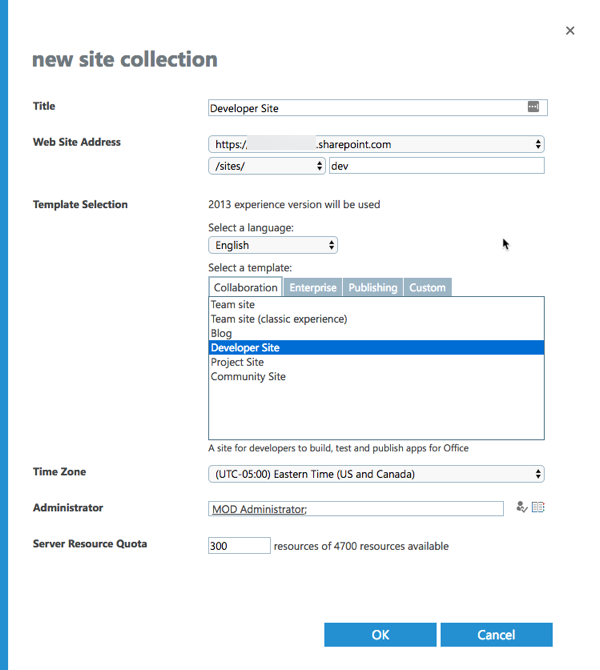 new site collection
Title
Developer Site
Web Site Address
https:/ .sharepoint.com
/sites/ dev
Template Selection
2013 experience version will be used
Select a language:
English
Select a template:
Collaboration Enterprise Publishing Custom
Team site
Team site (classic experience)
Blog
Developer Site
Project Site
Community Site
A site for developers to build, test and publish apps for Office
Time Zone
(UTC-05:00) Eastern Time (US and Canada)
Administrator
MOD Administrator;
Server Resource Quota
300 resources of 4700 resources available
OK Cancel